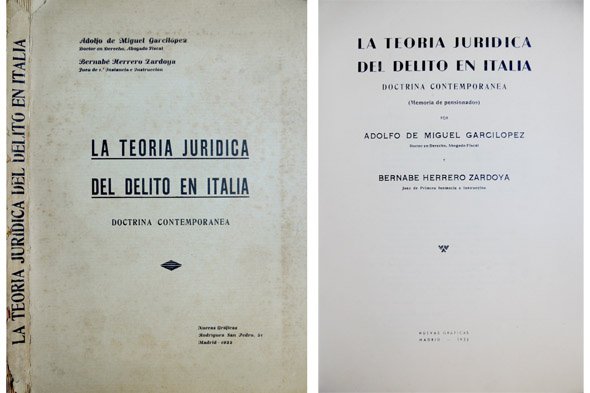 LA TEORIA JURIDICA DEL DELITO EN ITALIA
Adolfo de Miguel Garcilópez
Doctor en Derecho, Abogado Fiscal
Bernabé Herrero Zardoya
Juez de 1.ª Instancia e Instrucción
LA TEORIA JURIDICA
DEL DELITO EN ITALIA
DOCTRINA CONTEMPORANEA
Nuevas Gráficas
Rodríguez San Pedro, 51
Madrid - 1935
LA TEORIA JURIDICA
DEL DELITO EN ITALIA
DOCTRINA CONTEMPORANEA
(Memoria de pensionados)
POR
ADOLFO DE MIGUEL GARCILOPEZ
Doctor en Derecho, Abogado Fiscal
Y
BERNABE HERRERO ZARDOYA
Juez de Primera Instancia e Instrucción
NUEVAS GRAFICAS
MADRID - 1935